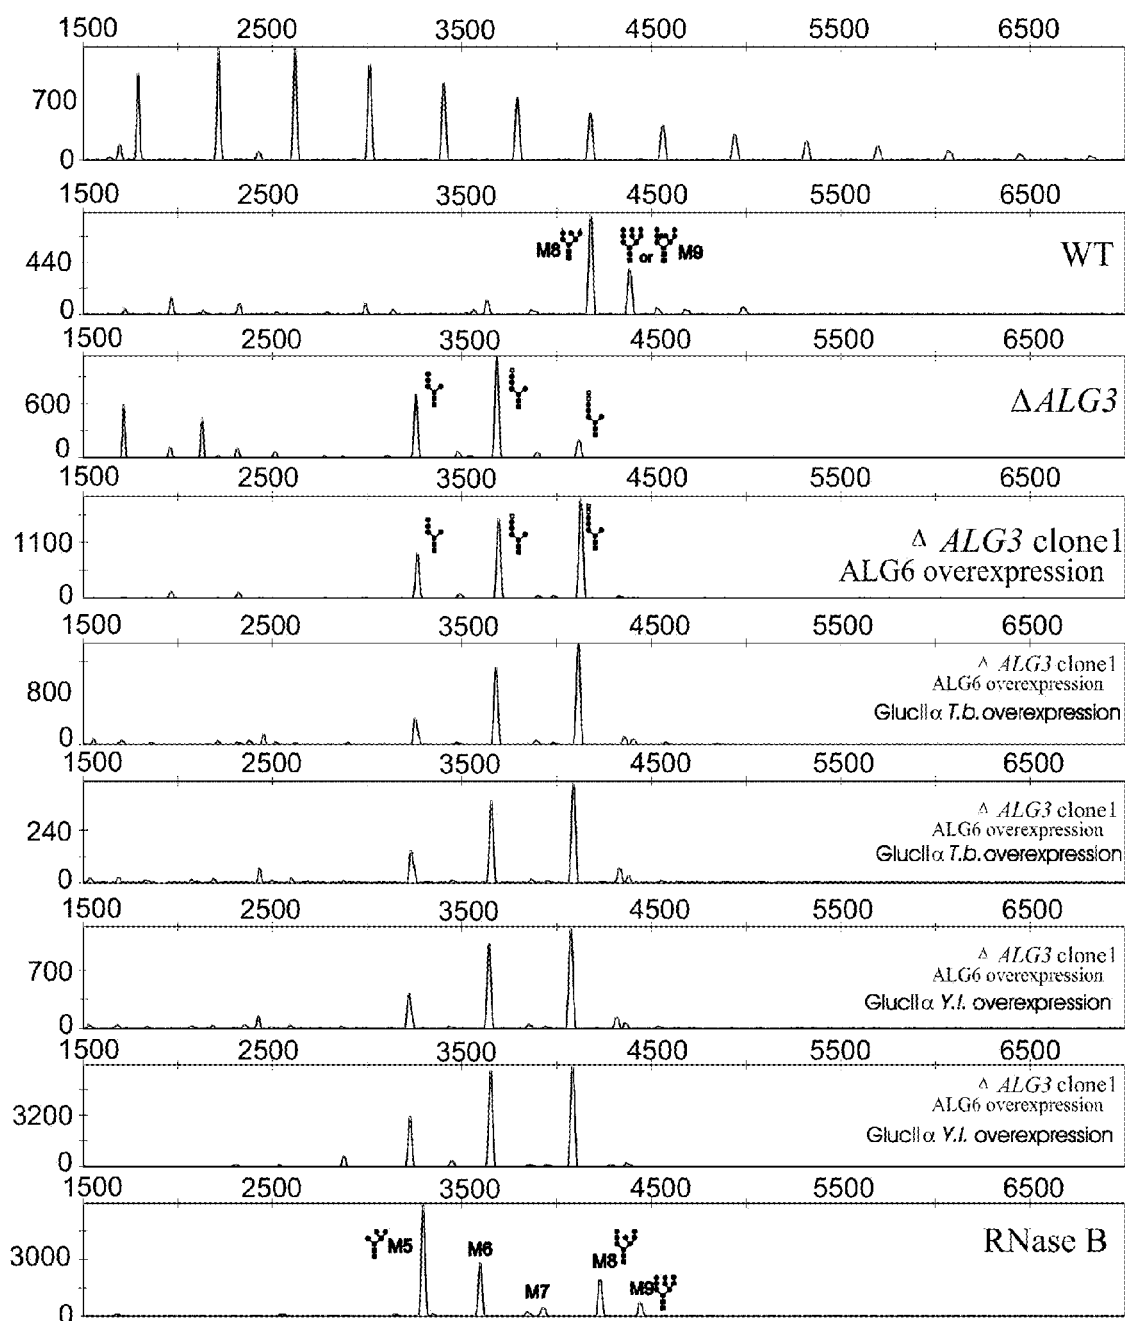 1500 2500 3500 4500 5500 6500
700
0
1500 2500 3500 4500 5500 6500
M8 or M9 WT
440
0
1500 2500 3500 4500 5500 6500
ΔALG3
600
0
1500 2500 3500 4500 5500 6500
Δ ALG3 clone1
1100
ALG6 overexpression
0
1500 2500 3500 4500 5500 6500
Δ ALG3 clone1
ALG6 overexpression
800
GlucIIα T.b. overexpression
0
1500 2500 3500 4500 5500 6500
Δ ALG3 clone1
240
ALG6 overexpression
GlucIIα T.b. overexpression
0
1500 2500 3500 4500 5500 6500
Δ ALG3 clone1
700
ALG6 overexpression
GlucIIα Y.l. overexpression
0
1500 2500 3500 4500 5500 6500
Δ ALG3 clone1
ALG6 overexpression
3200
GlucIIα Y.l. overexpression
0
1500 2500 3500 4500 5500 6500
M5 M6 M8 RNase B
3000
M7 M9
0